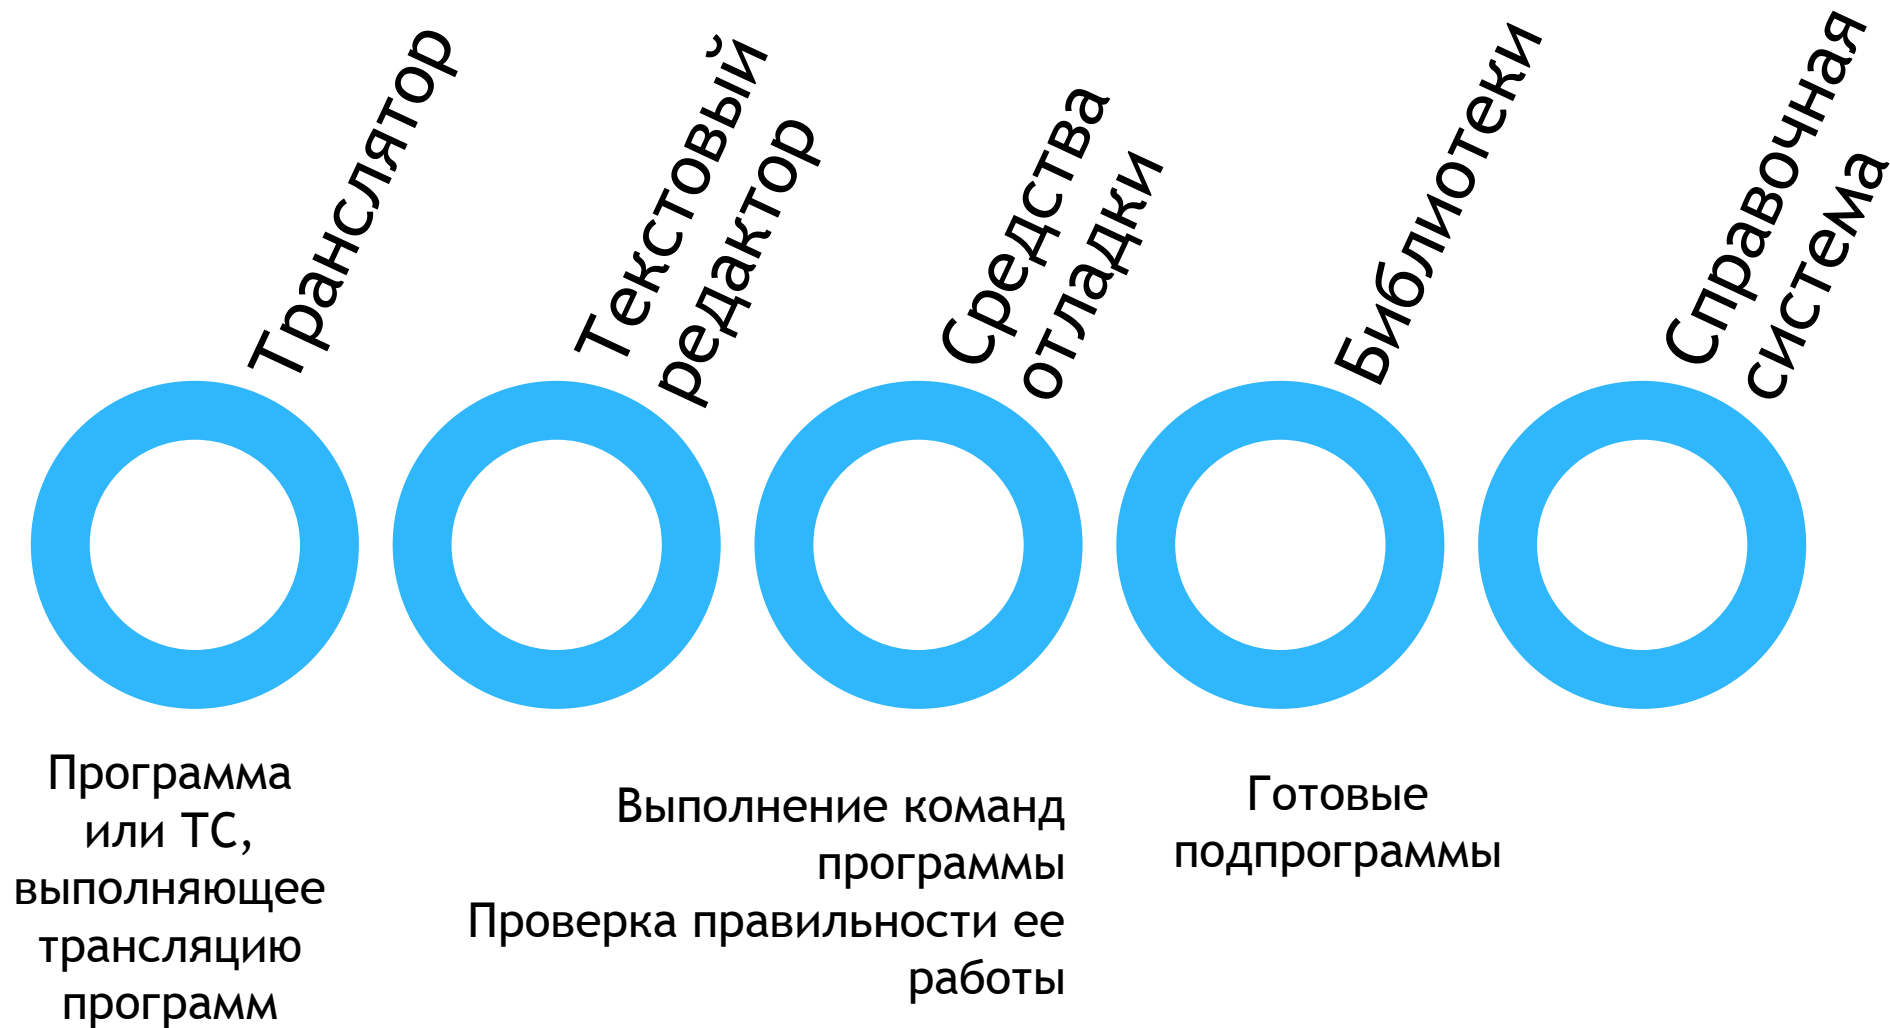 Транслятор
Текстовый
редактор
Средства
отладки
Библиотеки
Справочная
система
Программа
или ТС,
выполняющее
трансляцию
программ
Выполнение команд
программы
Проверка правильности ее
работы
Готовые
подпрограммы